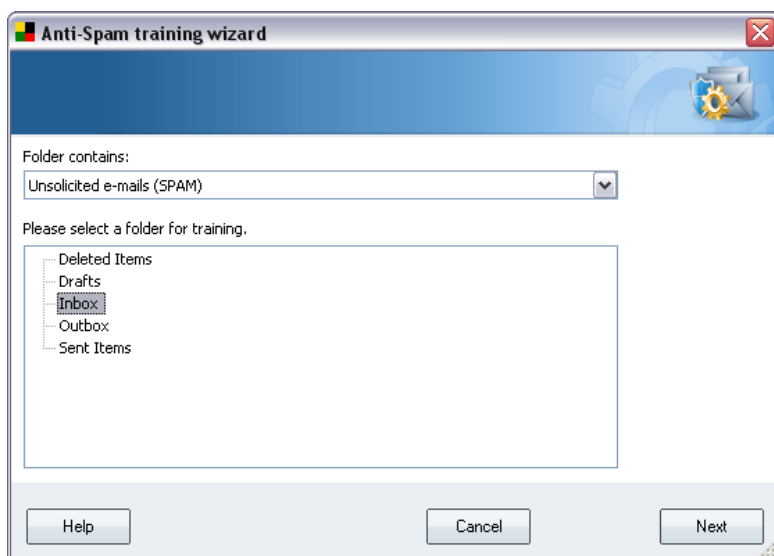 Anti-Spam training wizard
Folder contains:
Unsolicited e-mails (SPAM)
Please select a folder for training.
Deleted Items
Drafts
Inbox
Outbox
Sent Items
Help Cancel Next